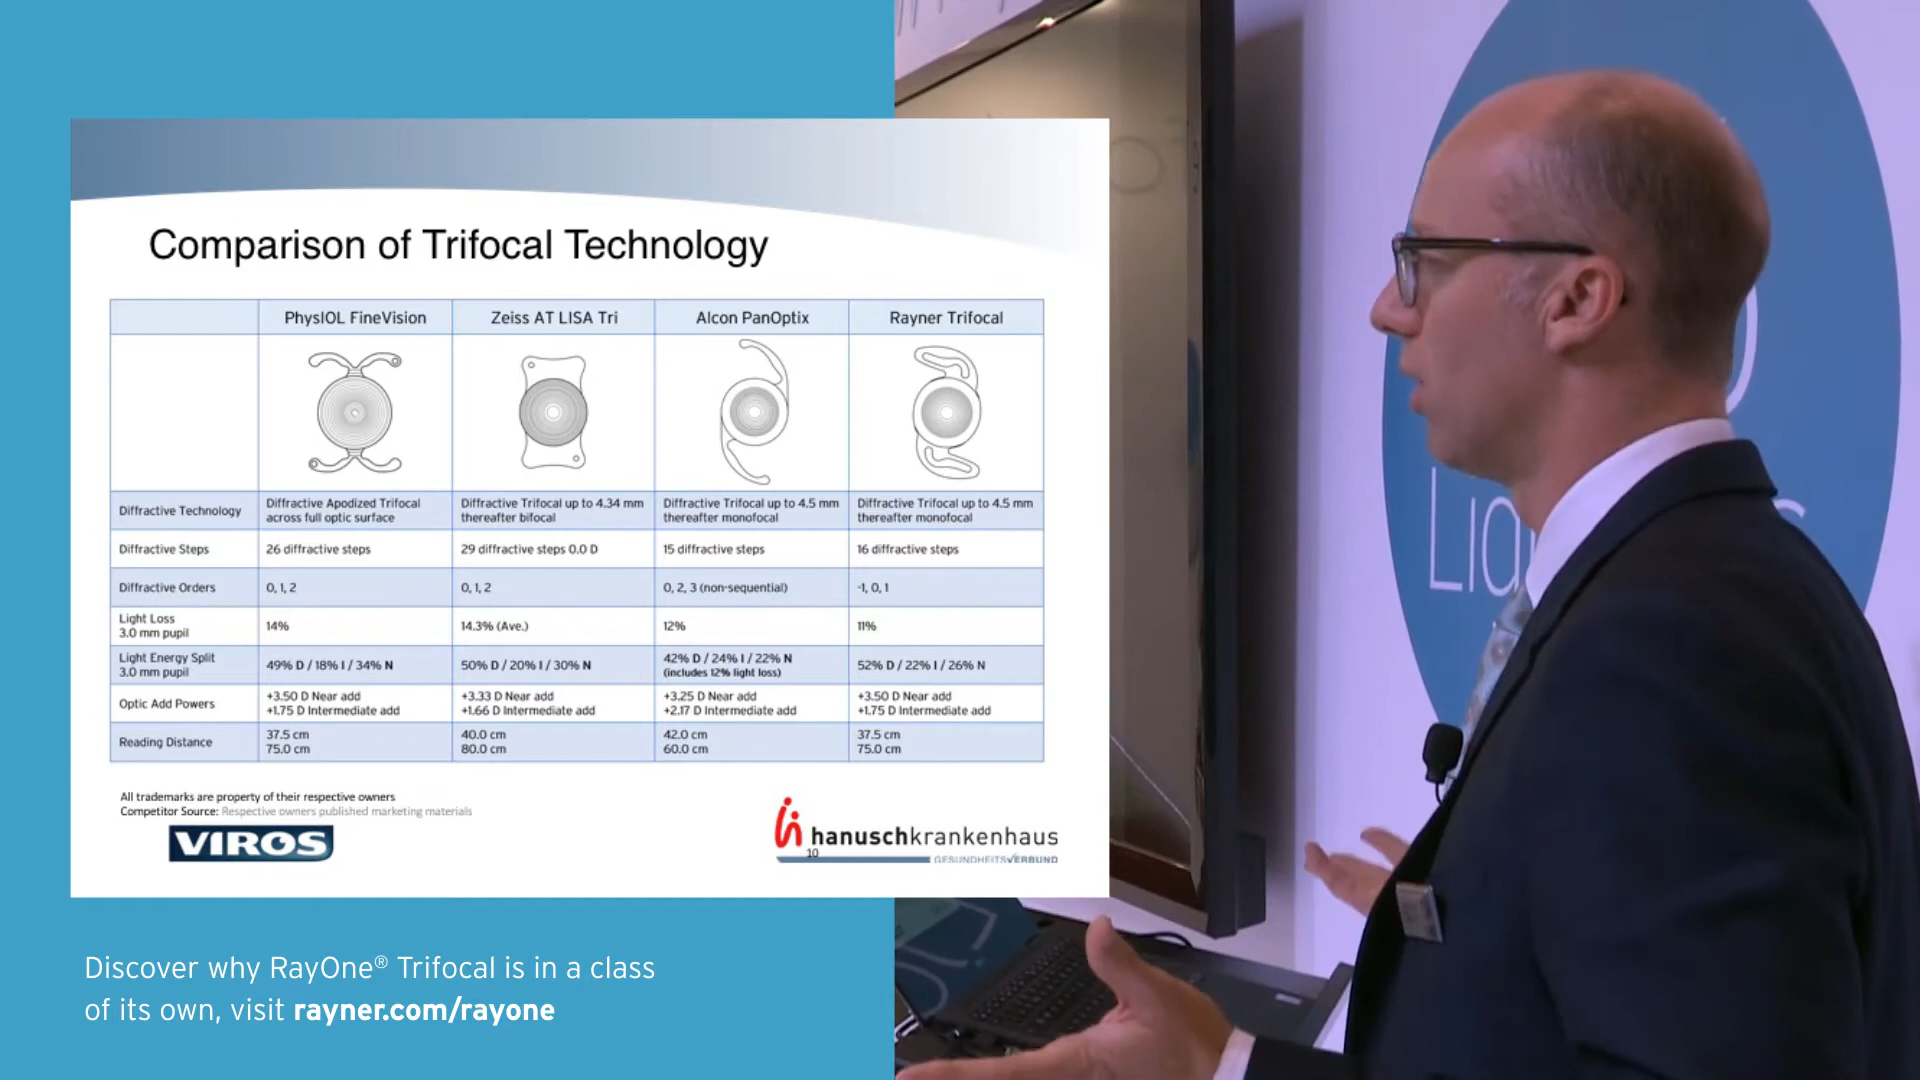 Comparison of Trifocal Technology
PhysIOL FineVision
Zeiss AT LISA Tri
Alcon PanOptix
Rayner Trifocal
Diffractive Technology
Diffractive Apodized Trifocal
across full optic surface
Diffractive Trifocal up to 4.34 mm
thereafter bifocal
Diffractive Trifocal up to 4.5 mm
thereafter monofocal
Diffractive Trifocal up to 4.5 mm
thereafter monofocal
Diffractive Steps
26 diffractive steps
29 diffractive steps 0.0 D
15 diffractive steps
16 diffractive steps
Diffractive Orders
0, 1, 2
0, 1, 2
0, 2, 3 (non-sequential)
-1, 0, 1
Light Loss
3.0 mm pupil
14%
14.3% (Ave.)
12%
11%
Light Energy Split
3.0 mm pupil
49% D / 18% I / 34% N
50% D / 20% I / 30% N
42% D / 24% I / 22% N
(includes 12% light loss)
52% D / 22% I / 26% N
Optic Add Powers
+3.50 D Near add
+1.75 D Intermediate add
+3.33 D Near add
+1.66 D Intermediate add
+3.25 D Near add
+2.17 D Intermediate add
+3.50 D Near add
+1.75 D Intermediate add
Reading Distance
37.5 cm
75.0 cm
40.0 cm
80.0 cm
42.0 cm
60.0 cm
37.5 cm
75.0 cm
All trademarks are property of their respective owners
Competitor Source: Respective owners published marketing materials
VIROS
hanuschkrankenhaus
10
GESUNDHEITSVERBUND
Discover why RayOne® Trifocal is in a class
of its own, visit rayner.com/rayone